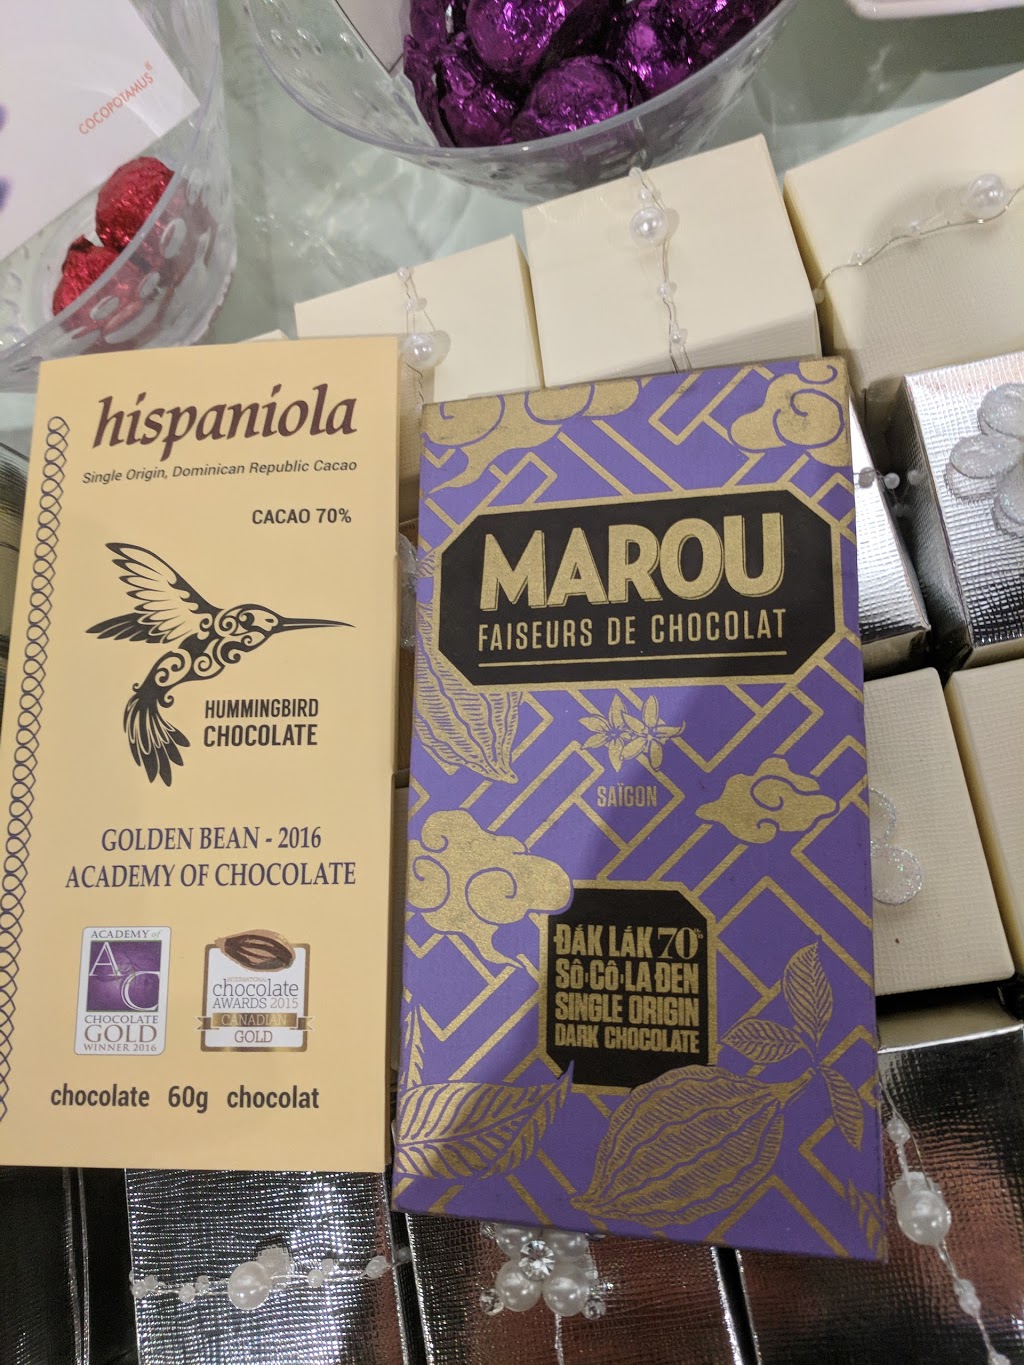 COCOPOTAMUS®
hispaniola
Single Origin, Dominican Republic Cacao
CACAO 70%
HUMMINGBIRD
CHOCOLATE
GOLDEN BEAN - 2016
ACADEMY OF CHOCOLATE
ACADEMY of
AC
CHOCOLATE
GOLD
WINNER 2016
INTERNATIONAL
chocolate
AWARDS 2015
CANADIAN
GOLD
chocolate 60g chocolat
MAROU
FAISEURS DE CHOCOLAT
SAÏGON
ĐẮK LẮK 70%
SÔ·CÔ·LA ĐEN
SINGLE ORIGIN
DARK CHOCOLATE